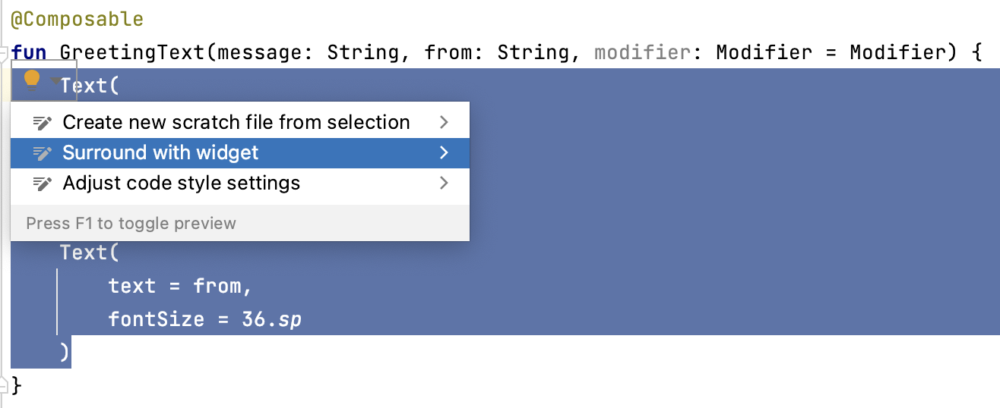 @Composable
fun GreetingText(message: String, from: String, modifier: Modifier = Modifier) {
Text(
Create new scratch file from selection
Surround with widget
Adjust code style settings
Press F1 to toggle preview
Text(
text = from,
fontSize = 36.sp
)
}